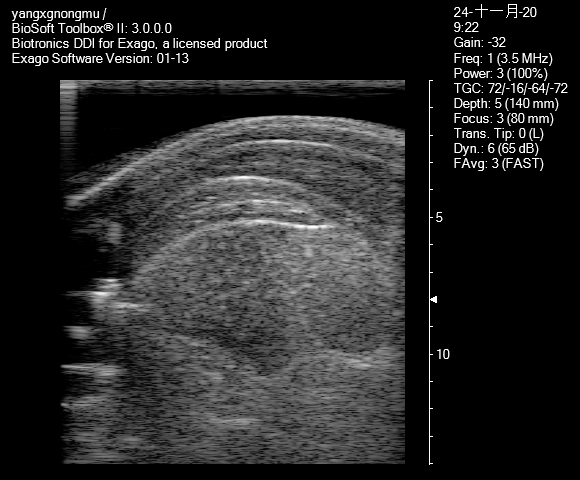 yangxgnongmu /
BioSoft Toolbox® II: 3.0.0.0
Biotronics DDI for Exago, a licensed product
Exago Software Version: 01-13
24-十一月-20
9:22
Gain: -32
Freq: 1 (3.5 MHz)
Power: 3 (100%)
TGC: 72/-16/-64/-72
Depth: 5 (140 mm)
Focus: 3 (80 mm)
Trans. Tip: 0 (L)
Dyn.: 6 (65 dB)
FAvg: 3 (FAST)
5
10